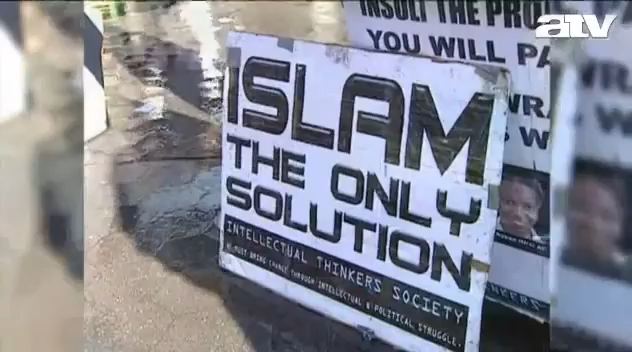 atv
INSULT THE PRO
YOU WILL PA
ISLAM
THE ONLY
SOLUTION
INTELLECTUAL THINKERS SOCIETY
WE MUST BRING CHANGE THROUGH INTELLECTUAL & POLITICAL STRUGGLE.
WRA
W